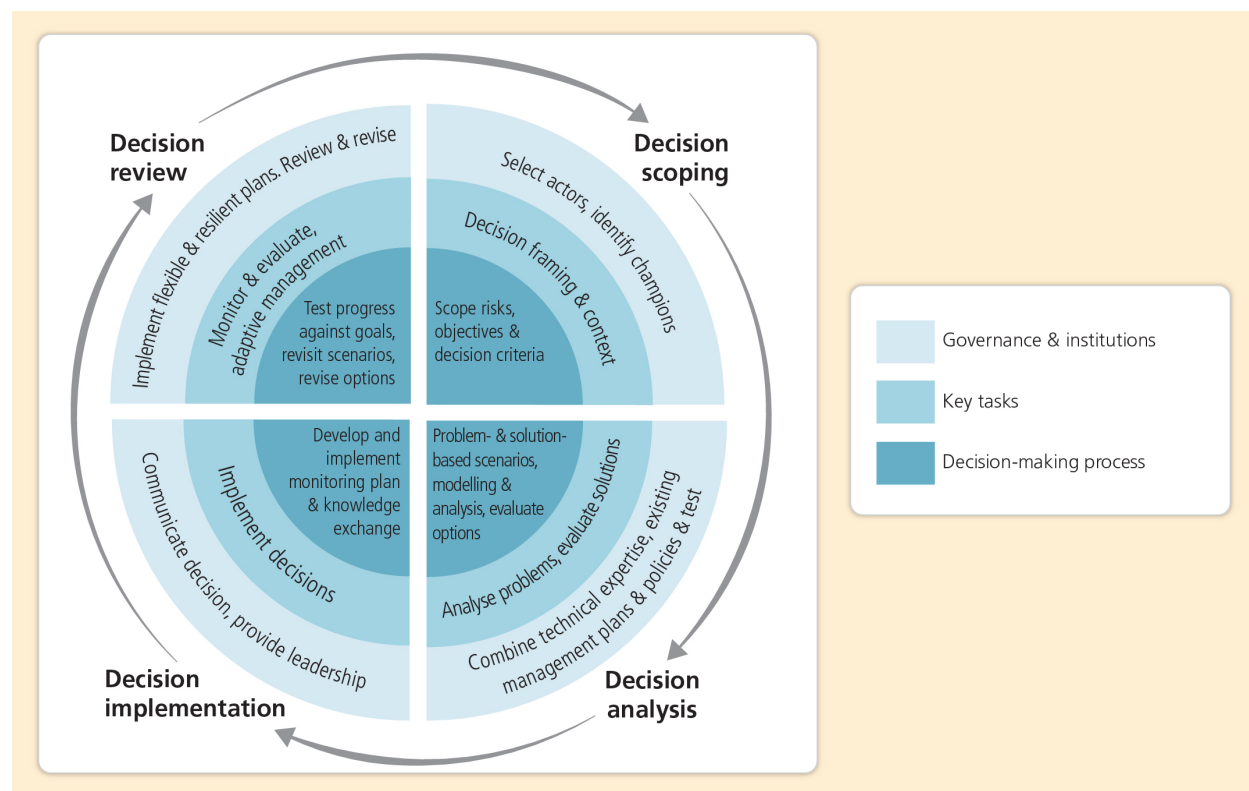 Decision
review
Decision
scoping
Implement flexible & resilient plans. Review & revise
Monitor & evaluate,
adaptive management
Test progress
against goals,
revisit scenarios,
revise options
Select actors, identify champions
Decision framing & context
Scope risks,
objectives &
decision criteria
Governance & institutions
Key tasks
Decision-making process
Communicate decision, provide leadership
Implement decisions
Develop and
implement
monitoring plan
& knowledge
exchange
Problem- & solution-
based scenarios,
modelling &
analysis, evaluate
options
Analyse problems, evaluate solutions
Combine technical expertise, existing
management plans & policies & test
Decision
implementation
Decision
analysis